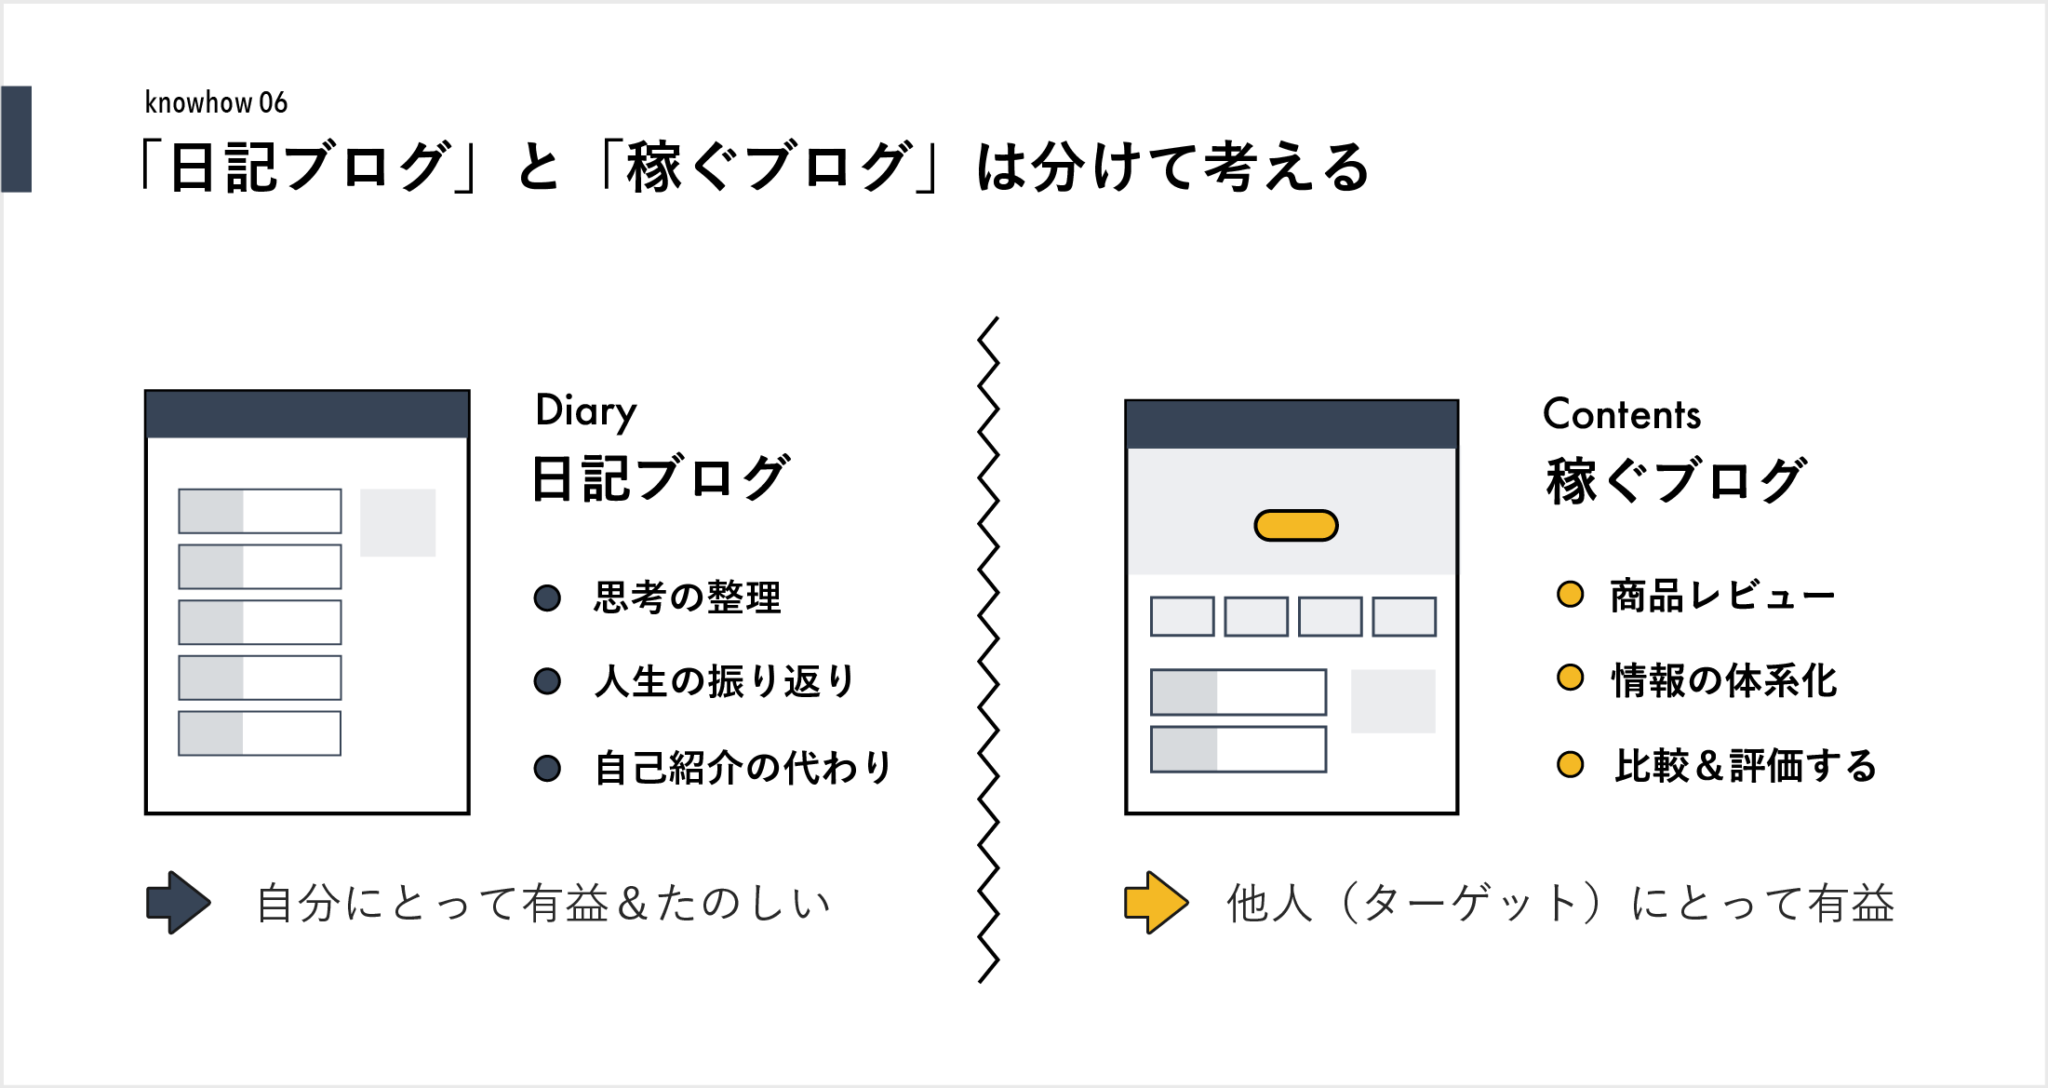 knowhow 06
「日記ブログ」と「稼ぐブログ」は分けて考える
Diary
日記ブログ
思考の整理
人生の振り返り
自己紹介の代わり
自分にとって有益＆たのしい
Contents
稼ぐブログ
商品レビュー
情報の体系化
比較＆評価する
他人（ターゲット）にとって有益